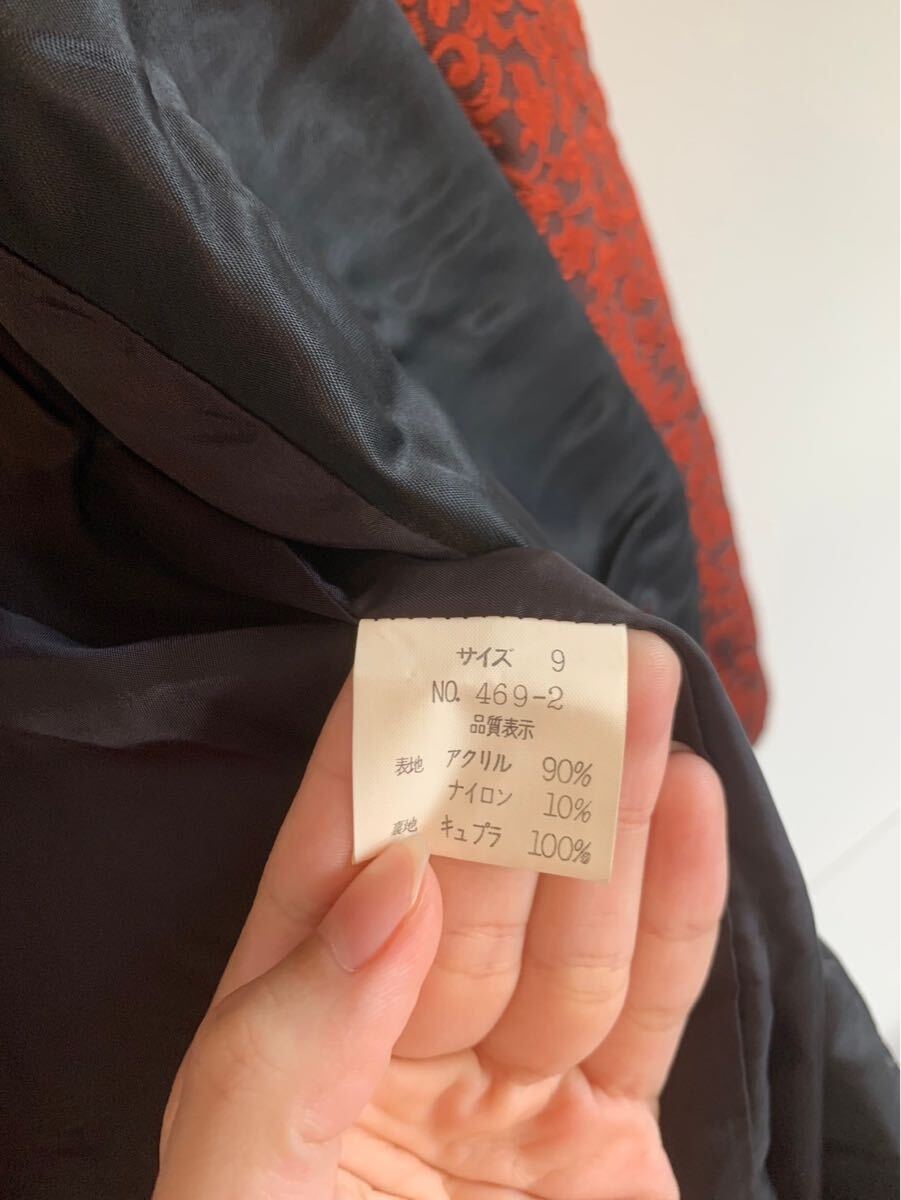 サイズ 9
NO. 469-2
品質表示
表地 アクリル 90%
ナイロン 10%
裏地 キュプラ 100%